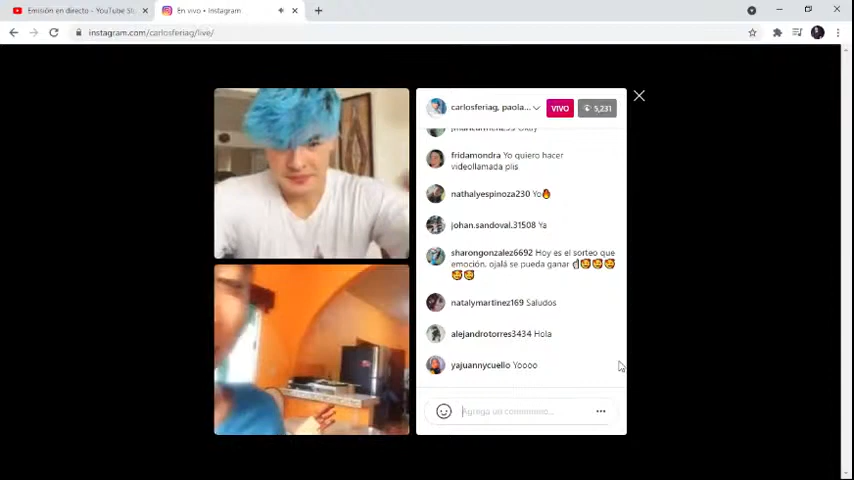 Emisión en directo - YouTube St
En vivo • Instagram
instagram.com/carlosferiag/live/
carlosferiag, paola...
VIVO
5,231
fridamondra Yo quiero hacer
videollamada plis
nathalyespinoza230 Yo🔥
johan.sandoval.31508 Ya
sharongonzalez6692 Hoy es el sorteo que
emoción, ojalá se pueda ganar
natalymartinez169 Saludos
alejandrotorres3434 Hola
yajuannycuello Yoooo
Agrega un comentario...